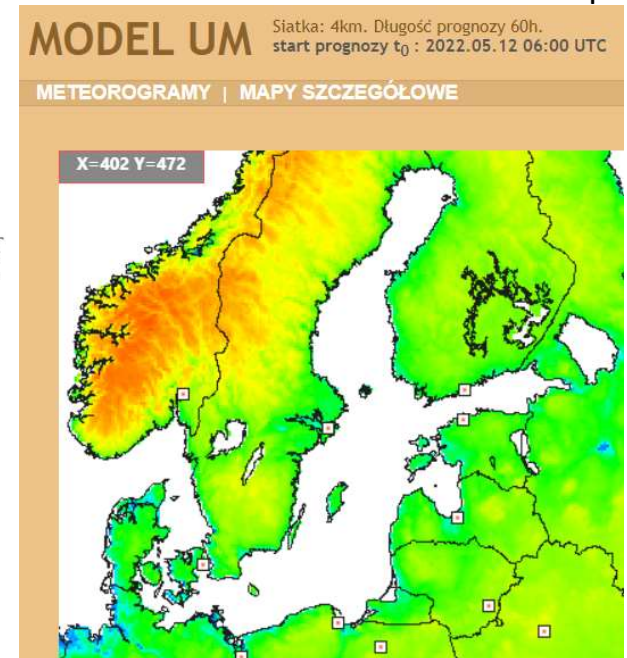 MODEL UM
Siatka: 4km. Długość prognozy 60h.
start prognozy t0 : 2022.05.12 06:00 UTC
METEOROGRAMY | MAPY SZCZEGÓŁOWE
X=402 Y=472